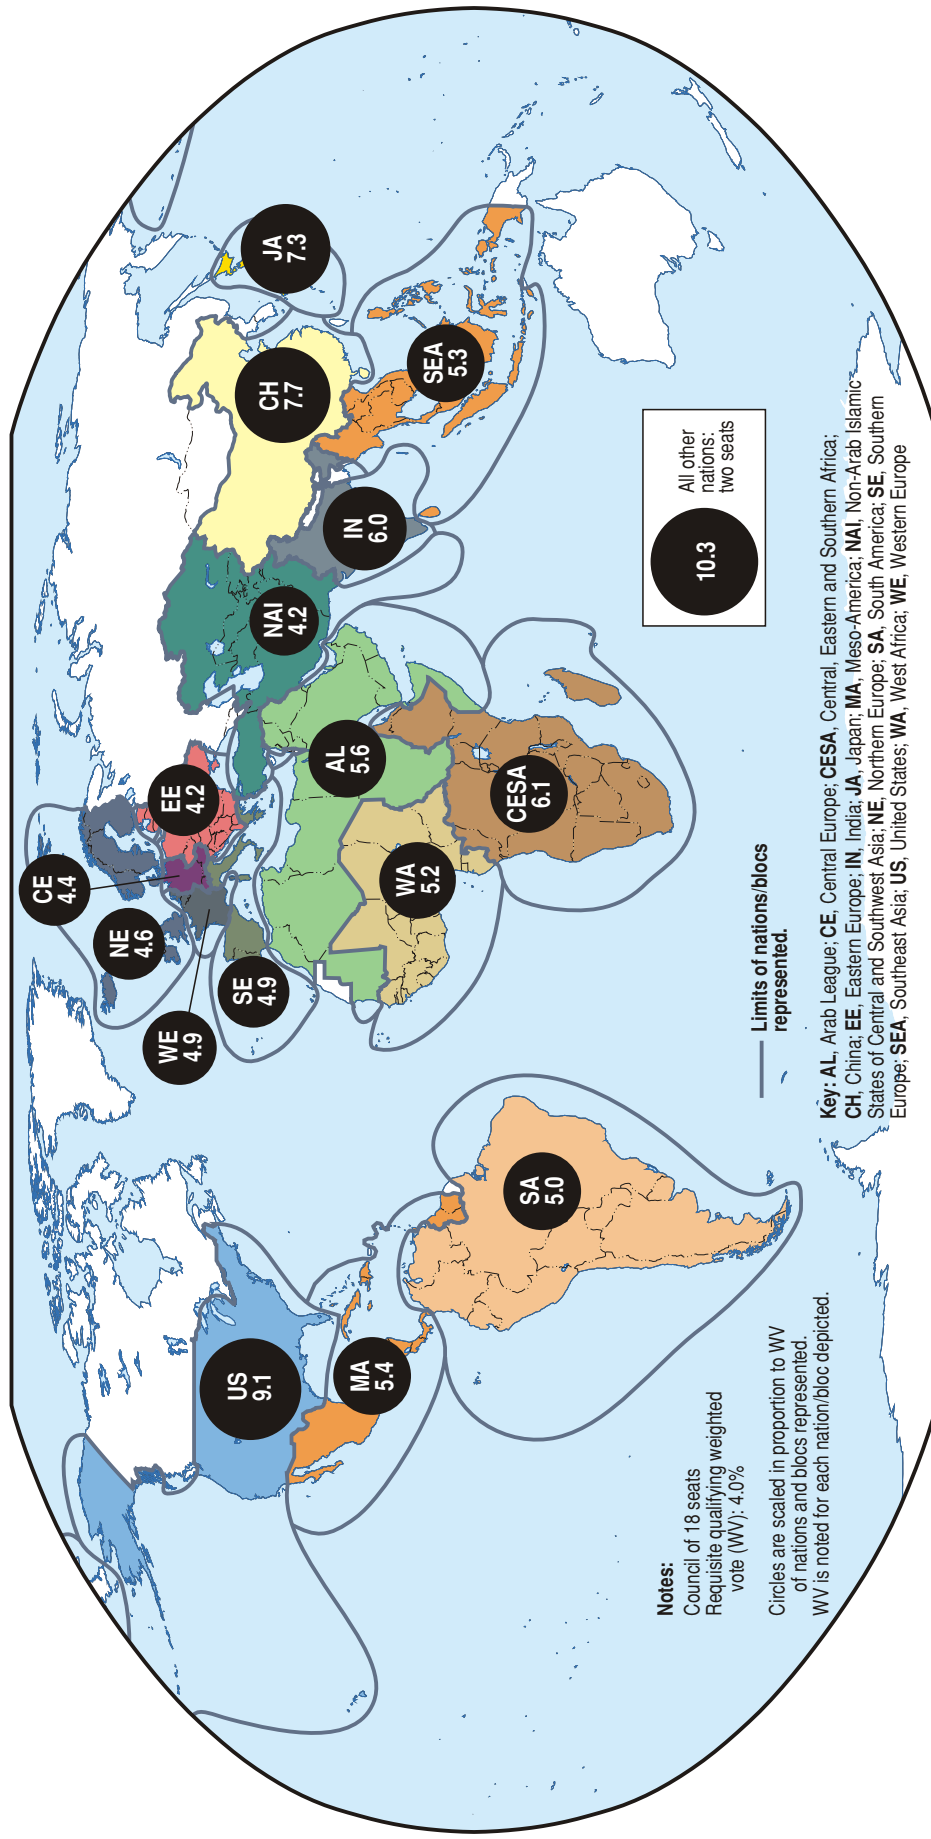 US
9.1
MA
5.4
SA
5.0
WE
4.9
NE
4.6
CE
4.4
SE
4.9
EE
4.2
WA
5.2
AL
5.6
CESA
6.1
NAI
4.2
IN
6.0
CH
7.7
SEA
5.3
JA
7.3
10.3
All other
nations:
two seats
Notes:
Council of 18 seats
Requisite qualifying weighted
vote (WV): 4.0%
Circles are scaled in proportion to WV
of nations and blocs represented.
WV is noted for each nation/bloc depicted.
Limits of nations/blocs
represented.
Key: AL, Arab League; CE, Central Europe; CESA, Central, Eastern and Southern Africa;
CH, China; EE, Eastern Europe; IN, India; JA, Japan; MA, Meso-America; NAI, Non-Arab Islamic
States of Central and Southwest Asia; NE, Northern Europe; SA, South America; SE, Southern
Europe; SEA, Southeast Asia; US, United States; WA, West Africa; WE, Western Europe